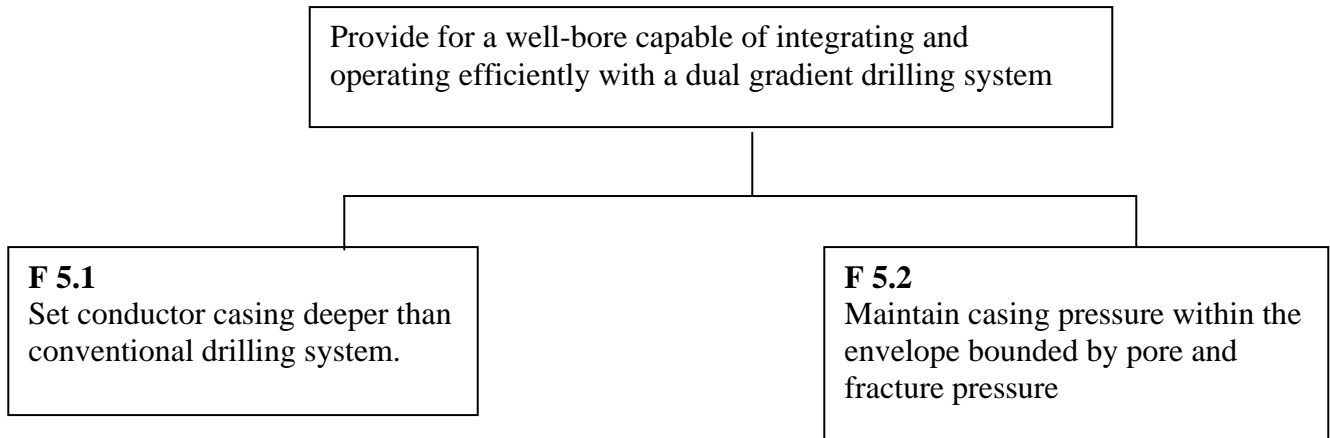 Provide for a well-bore capable of integrating and
operating efficiently with a dual gradient drilling system
F 5.1
Set conductor casing deeper than
conventional drilling system.
F 5.2
Maintain casing pressure within the
envelope bounded by pore and
fracture pressure